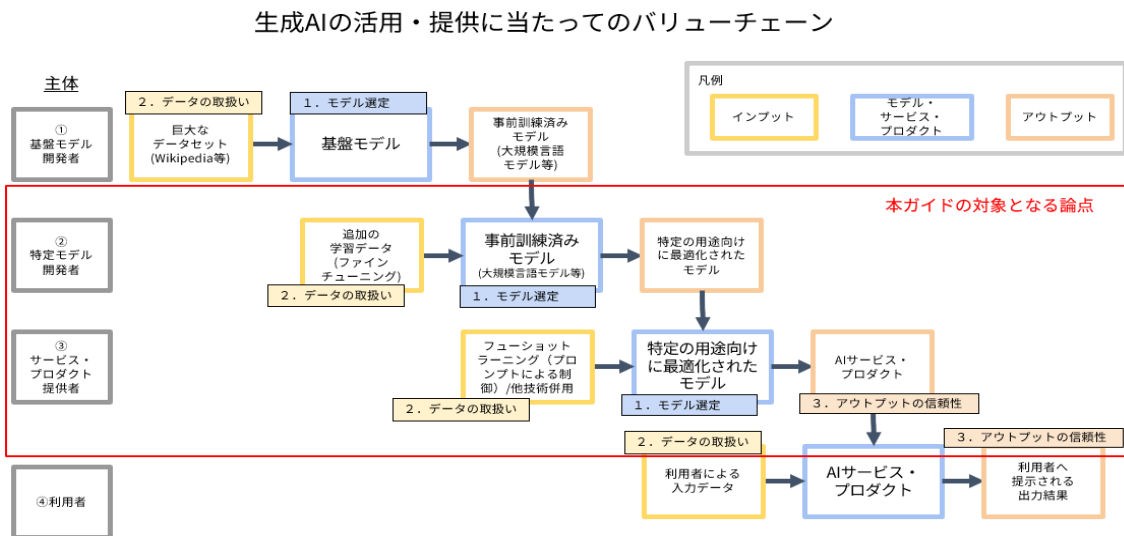 生成AIの活用・提供に当たってのバリューチェーン
主体
凡例
インプット
モデル・
サービス・
プロダクト
アウトプット
①
基盤モデル
開発者
2．データの取扱い
巨大な
データセット
(Wikipedia等)
1．モデル選定
基盤モデル
事前訓練済み
モデル
(大規模言語
モデル等)
本ガイドの対象となる論点
②
特定モデル
開発者
追加の
学習データ
(ファイン
チューニング)
2．データの取扱い
事前訓練済み
モデル
(大規模言語モデル等)
1．モデル選定
特定の用途向け
に最適化された
モデル
③
サービス・
プロダクト
提供者
フューショット
ラーニング（プロ
ンプトによる制
御）/他技術併用
2．データの取扱い
特定の用途向け
に最適化された
モデル
1．モデル選定
AIサービス・
プロダクト
3．アウトプットの信頼性
④利用者
2．データの取扱い
利用者による
入力データ
AIサービス・
プロダクト
3．アウトプットの信頼性
利用者へ
提示される
出力結果